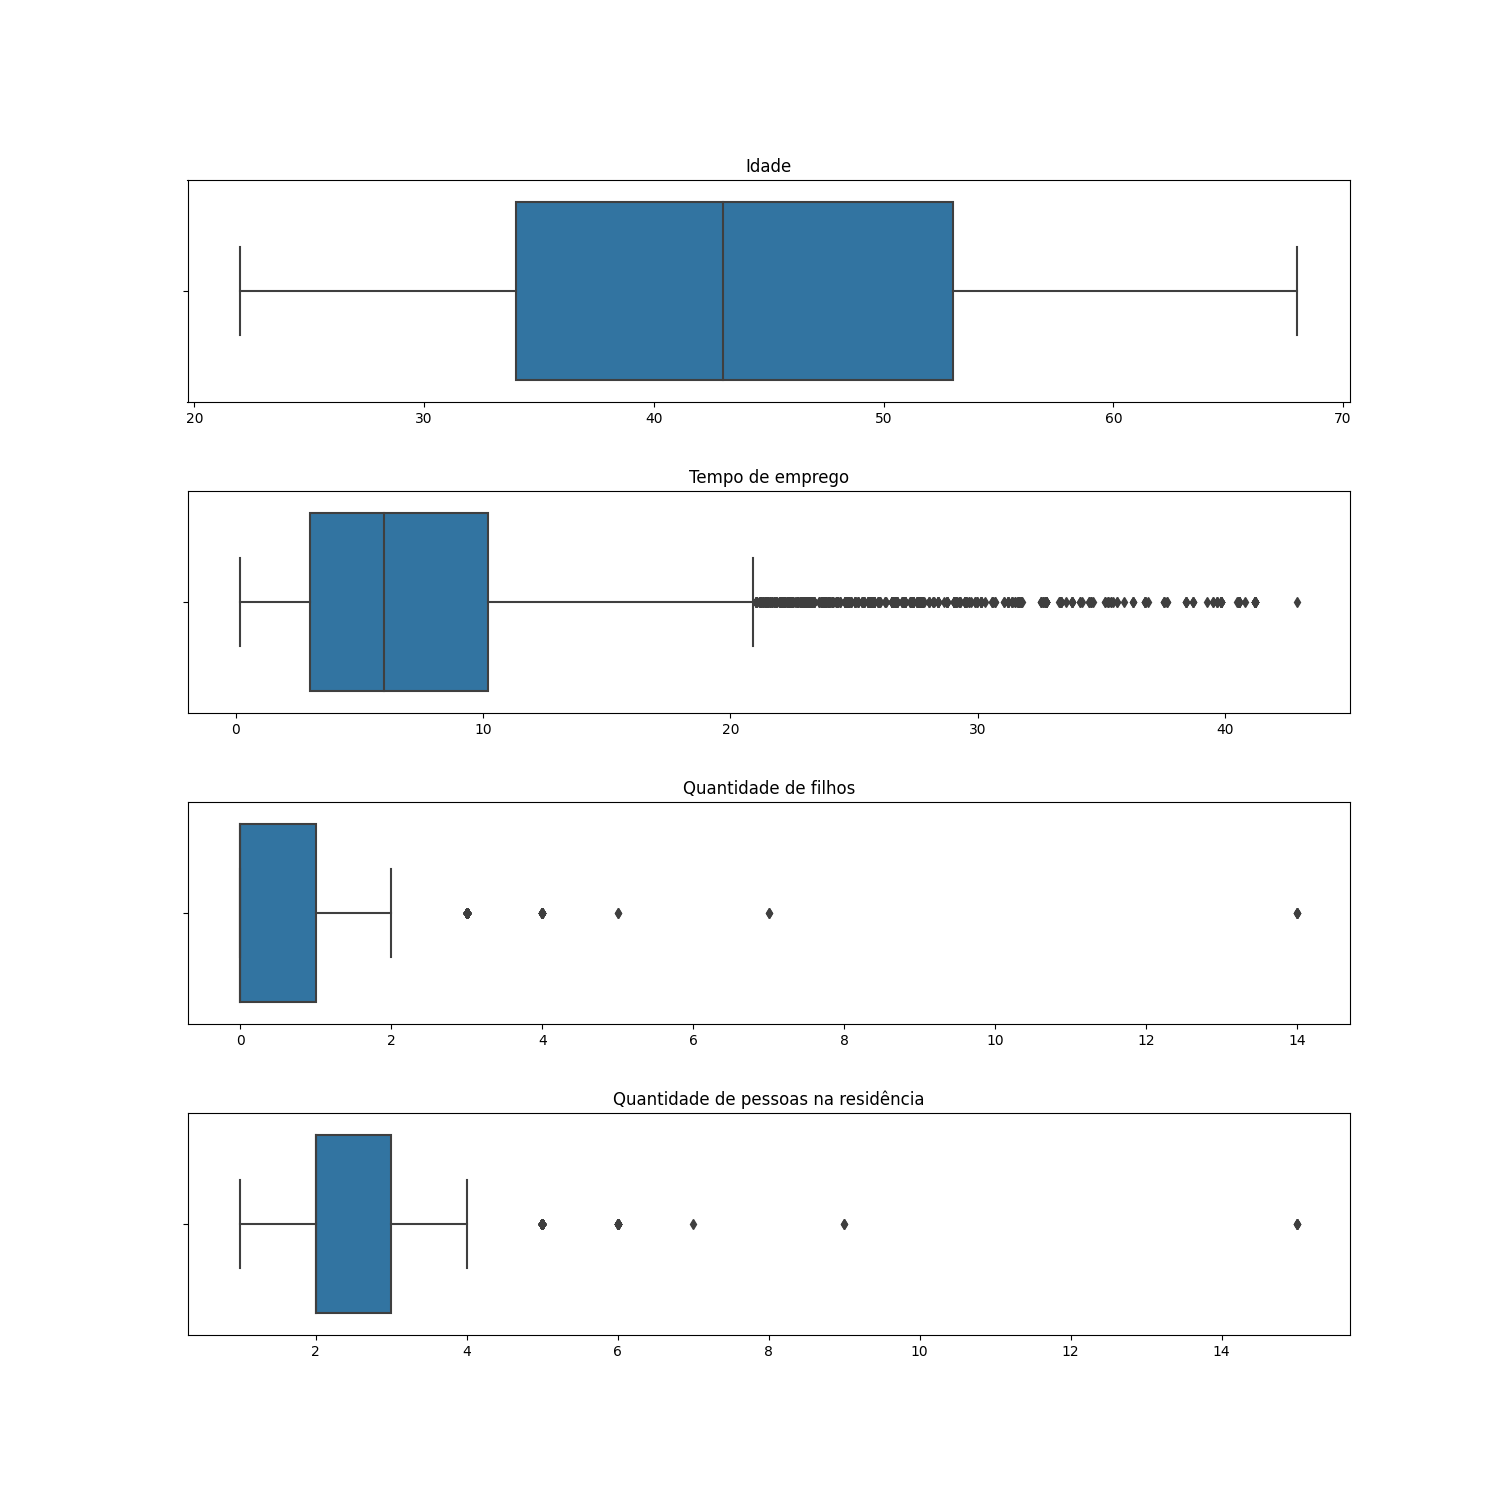 Idade
20 30 40 50 60 70
Tempo de emprego
0 10 20 30 40
Quantidade de filhos
0 2 4 6 8 10 12 14
Quantidade de pessoas na residência
2 4 6 8 10 12 14